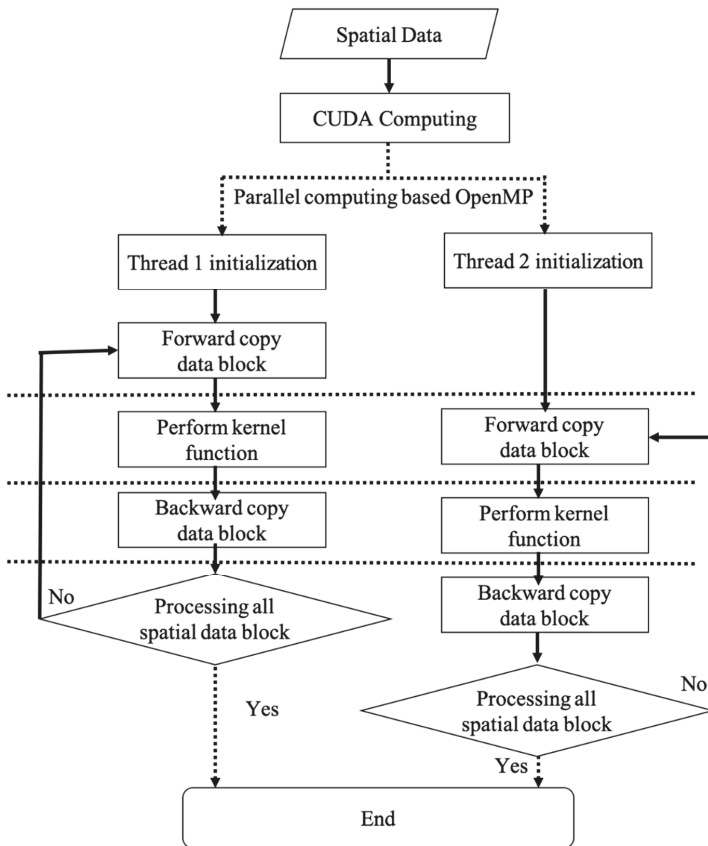 Spatial Data
CUDA Computing
Parallel computing based OpenMP
Thread 1 initialization
Thread 2 initialization
Forward copy
data block
Perform kernel
function
Forward copy
data block
Backward copy
data block
Perform kernel
function
No
Processing all
spatial data block
Backward copy
data block
Yes
No
Processing all
spatial data block
Yes
End